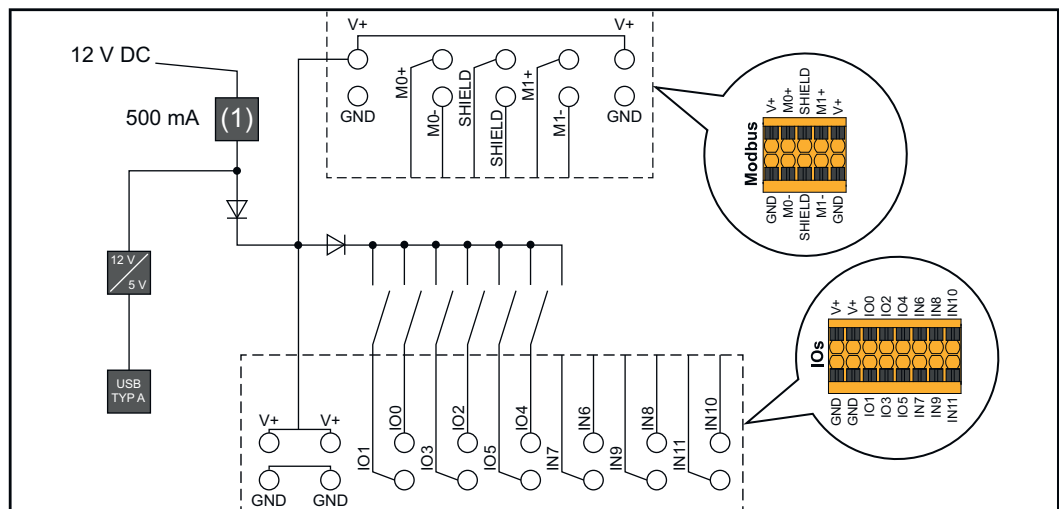 12 V DC
500 mA
(1)
12 V
5 V
USB
TYP A
V+
V+
M0+
SHIELD
M1+
GND
M0-
SHIELD
M1-
GND
V+
M0+
SHIELD
M1+
V+
Modbus
GND
M0-
SHIELD
M1-
GND
V+
V+
IO0
IO2
IO4
IN6
IN8
IN10
IO1
IO3
IO5
IN7
IN9
IN11
GND
GND
V+
V+
IO0
IO2
IO4
IN6
IN8
IN10
IOs
GND
GND
IO1
IO3
IO5
IN7
IN9
IN11